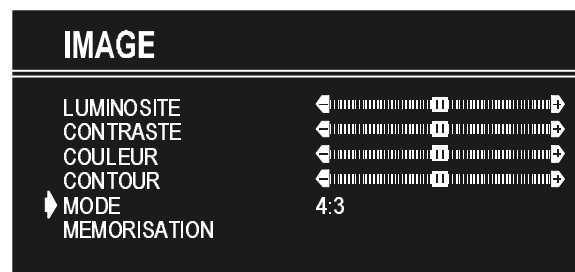 IMAGE
LUMINOSITE
CONTRASTE
COULEUR
CONTOUR
MODE 4:3
MEMORISATION